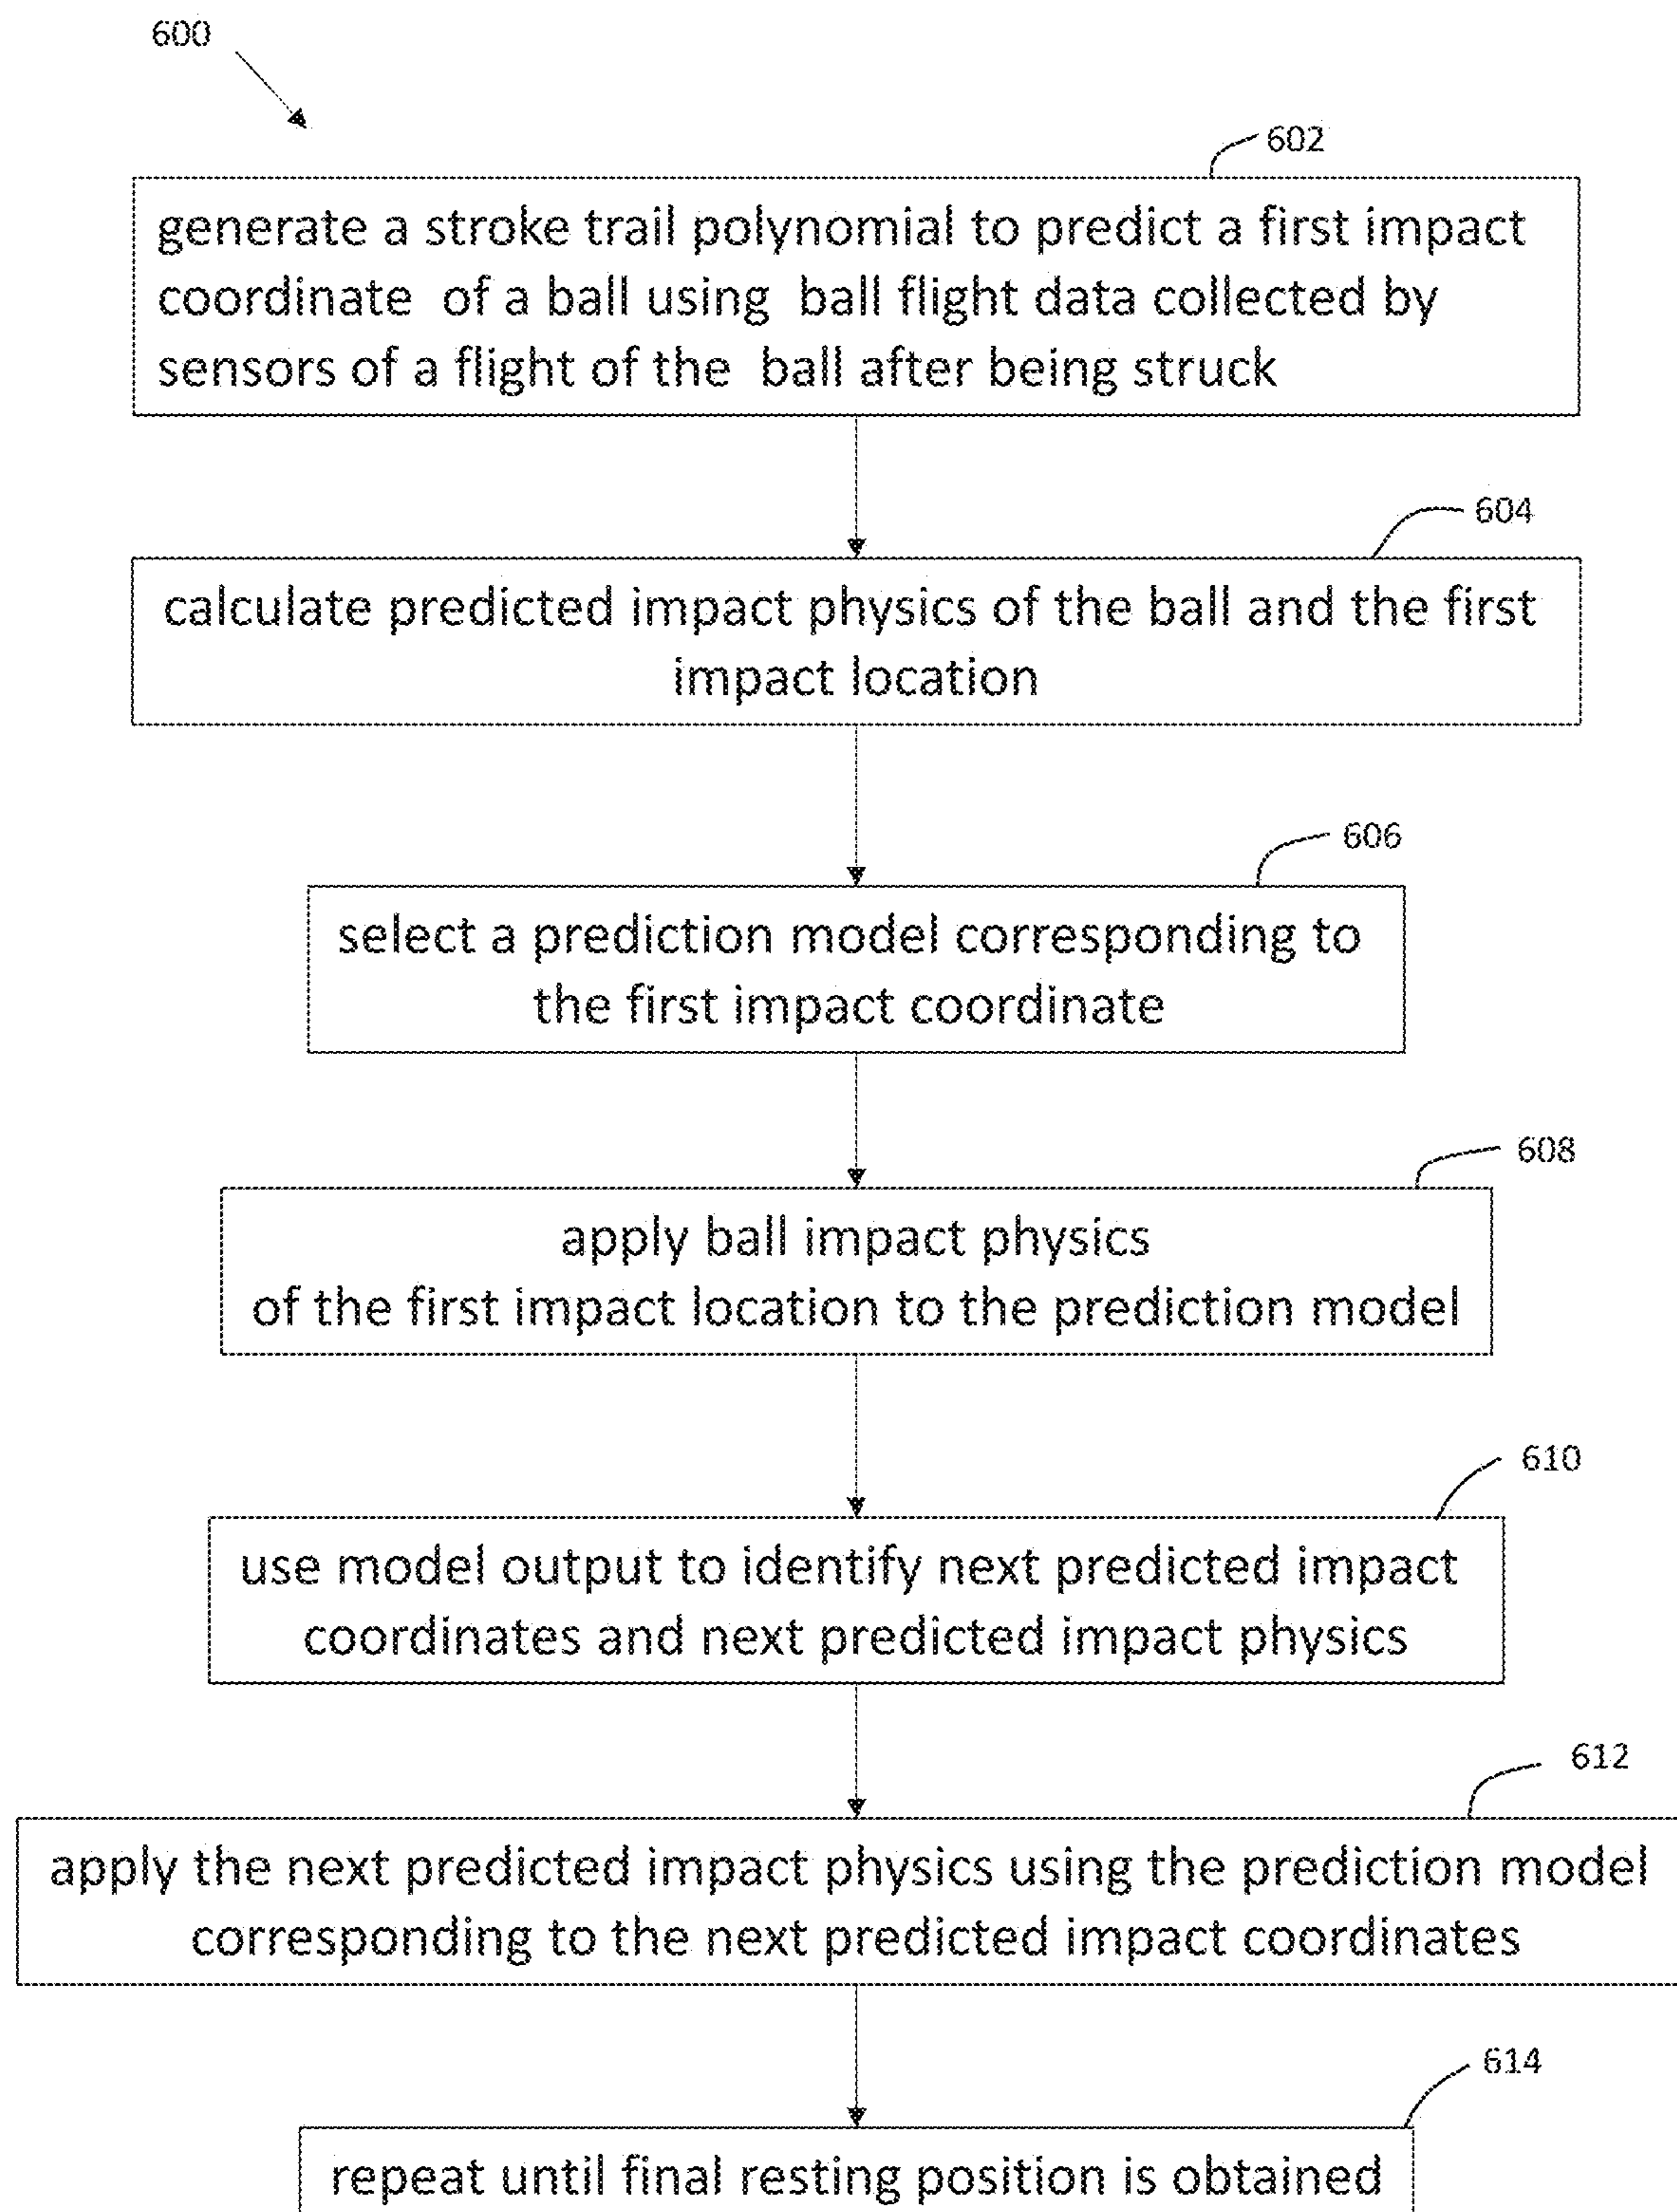 600
602
generate a stroke trail polynomial to predict a first impact
coordinate of a ball using ball flight data collected by
sensors of a flight of the ball after being struck
604
calculate predicted impact physics of the ball and the first
impact location
606
select a prediction model corresponding to
the first impact coordinate
608
apply ball impact physics
of the first impact location to the prediction model
610
use model output to identify next predicted impact
coordinates and next predicted impact physics
612
apply the next predicted impact physics using the prediction model
corresponding to the next predicted impact coordinates
614
repeat until final resting position is obtained